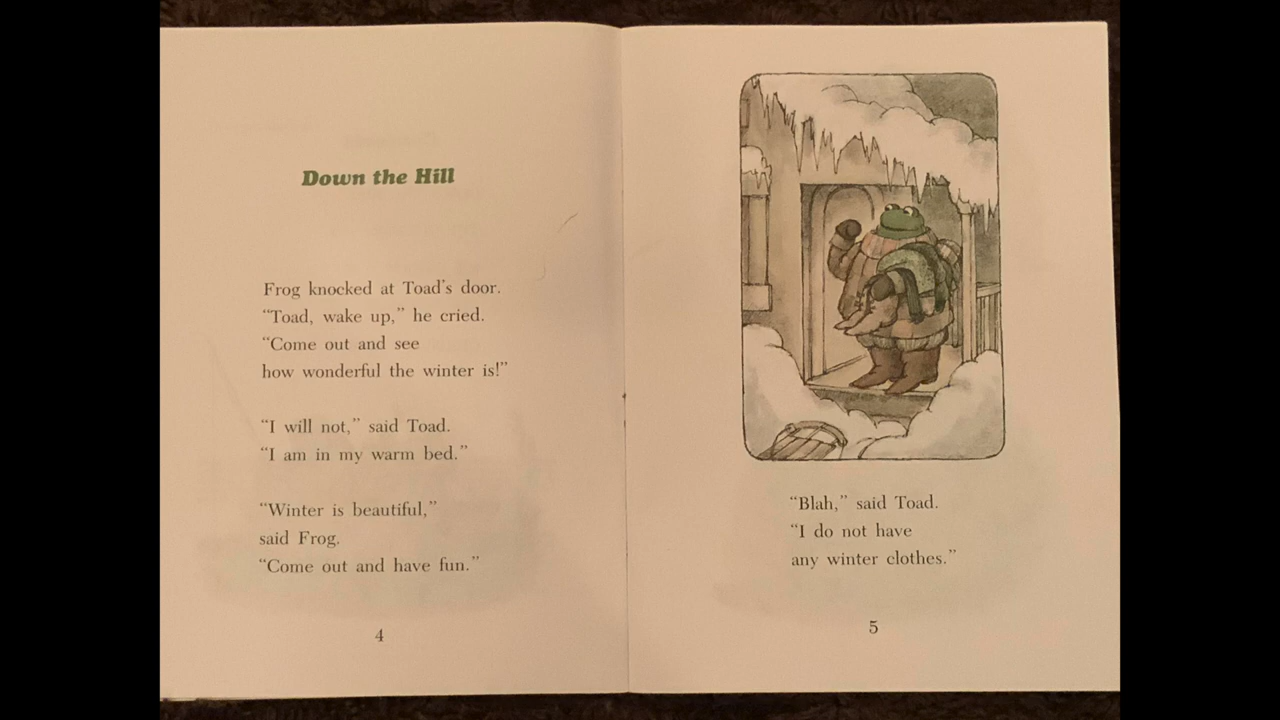 Down the Hill
Frog knocked at Toad's door.
“Toad, wake up,” he cried.
“Come out and see
how wonderful the winter is!”
“I will not,” said Toad.
“I am in my warm bed.”
“Winter is beautiful,”
said Frog.
“Come out and have fun.”
4
“Blah,” said Toad.
“I do not have
any winter clothes.”
5